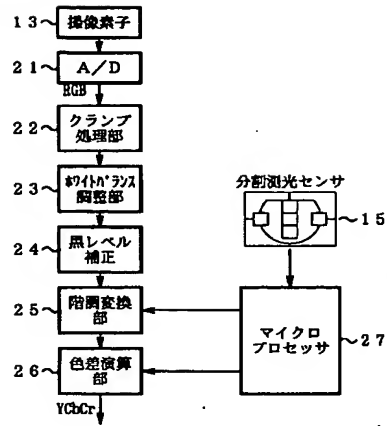 13
撮像素子
21
A/D
RGB
22
クランプ
処理部
23
ホワイトバランス
調整部
分割測光センサ
15
24
黒レベル
補正
25
階調変換
部
マイクロ
プロセッサ
27
26
色差演算
部
YCbCr